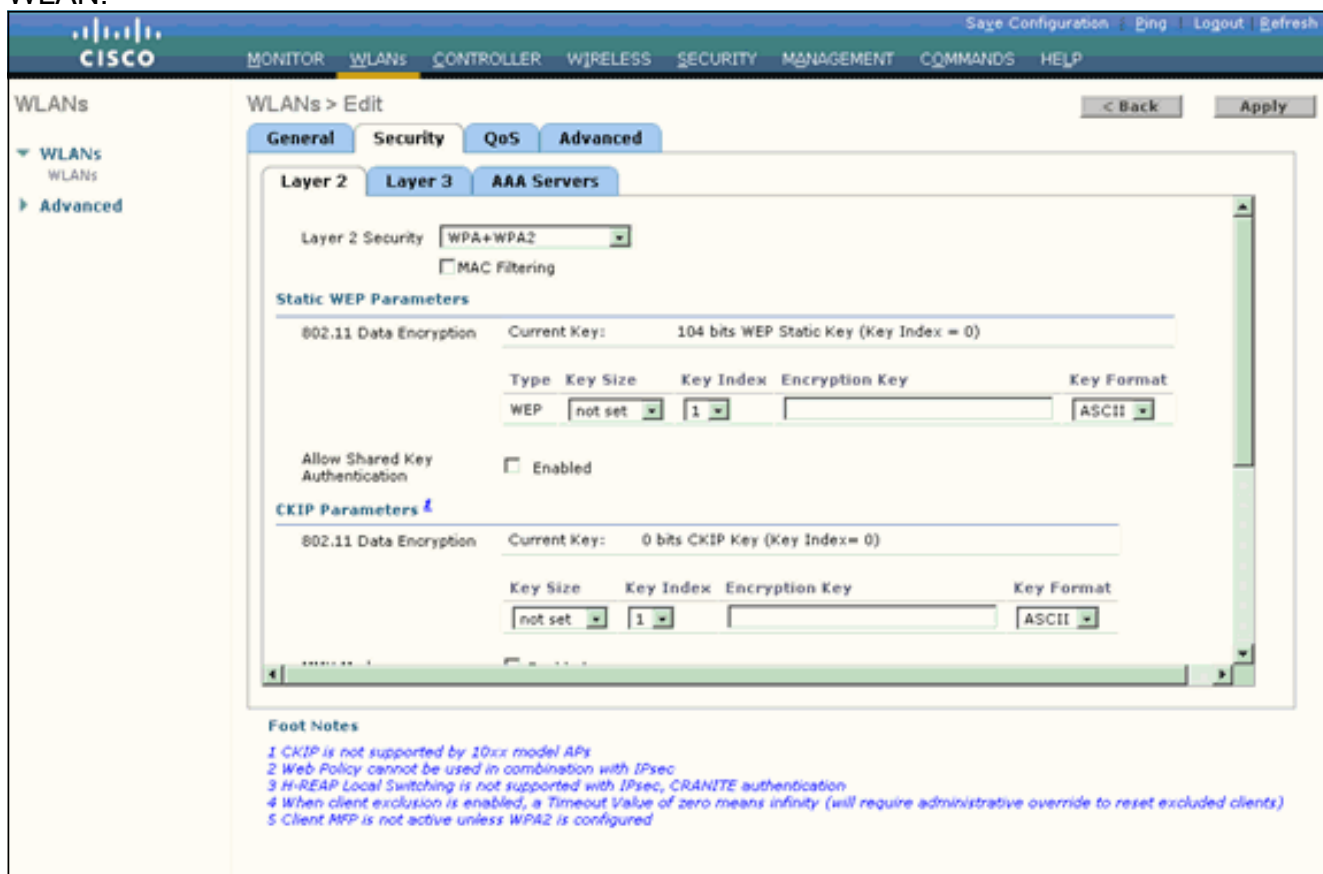 WLAN.
Save Configuration | Ping | Logout | Refresh
CISCO
MONITOR WLANs CONTROLLER WIRELESS SECURITY MANAGEMENT COMMANDS HELP
WLANs
WLANs > Edit
< Back
Apply
General Security QoS Advanced
WLANs
WLANs
Advanced
Layer 2 Layer 3 AAA Servers
Layer 2 Security WPA+WPA2
MAC Filtering
Static WEP Parameters
802.11 Data Encryption Current Key: 104 bits WEP Static Key (Key Index = 0)
Type Key Size Key Index Encryption Key Key Format
WEP not set 1 ASCII
Allow Shared Key Authentication Enabled
CKIP Parameters 1
802.11 Data Encryption Current Key: 0 bits CKIP Key (Key Index= 0)
Key Size Key Index Encryption Key Key Format
not set 1 ASCII
Foot Notes
1 CKIP is not supported by 10xx model APs
2 Web Policy cannot be used in combination with IPsec
3 H-REAP Local Switching is not supported with IPsec, CRANITE authentication
4 When client exclusion is enabled, a Timeout Value of zero means infinity (will require administrative override to reset excluded clients)
5 Client MFP is not active unless WPA2 is configured